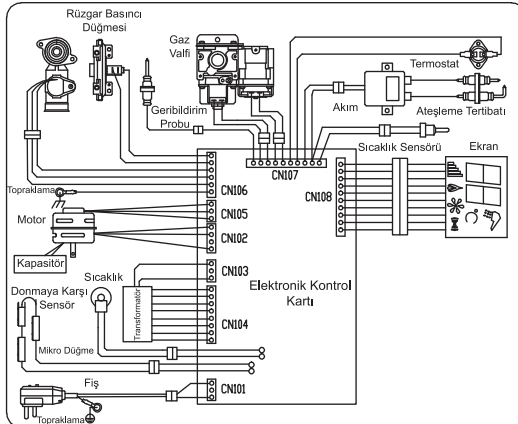 Rüzgar Basıncı
Düğmesi
Gaz
Valfi
Termostat
Geribildirim
Probu
Akım
Ateşleme Tertibatı
Sıcaklık Sensörü
Ekran
CN107
CN106
CN108
Topraklama
CN105
Motor
CN102
Kapasitör
CN103
Sıcaklık
Elektronik Kontrol
Kartı
Donmaya Karşı
Sensör
Transformatör
CN104
Mikro Düğme
Fiş
CN101
Topraklama